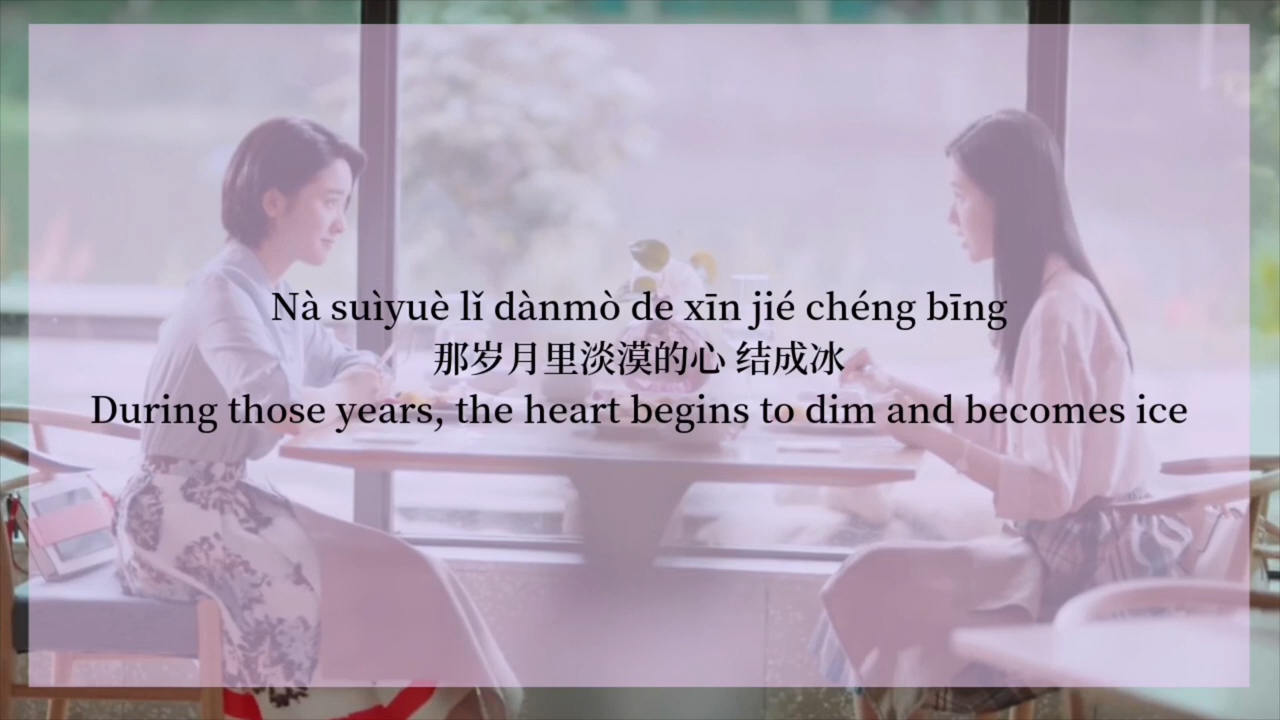 Nà suìyuè lǐ dànmò de xīn jié chéng bīng
那岁月里淡漠的心 结成冰
During those years, the heart begins to dim and becomes ice